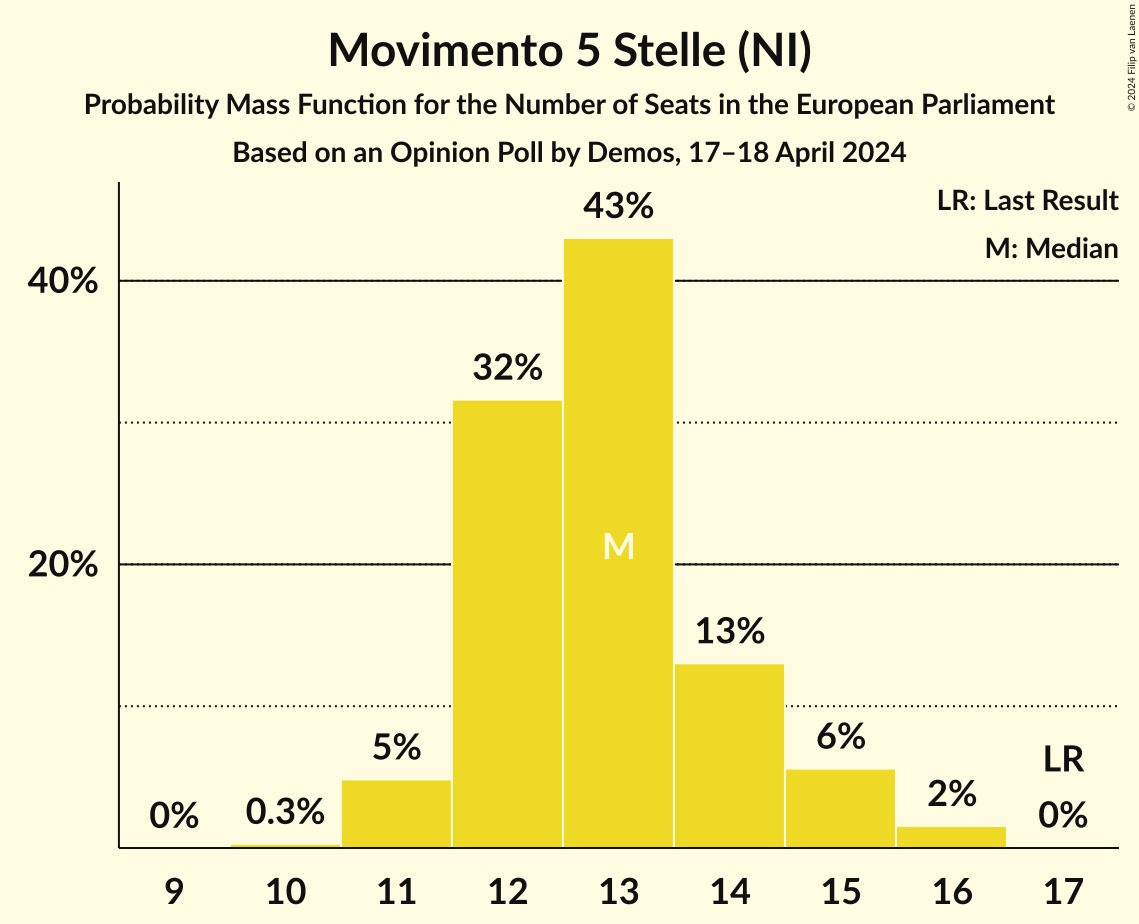 Movimento 5 Stelle (NI)
Probability Mass Function for the Number of Seats in the European Parliament
Based on an Opinion Poll by Demos, 17–18 April 2024
© 2024 Filip van Laenen
LR: Last Result
M: Median
43%
40%
32%
M
20%
13%
6%
5%
LR
2%
0%
0.3%
0%
9 10 11 12 13 14 15 16 17